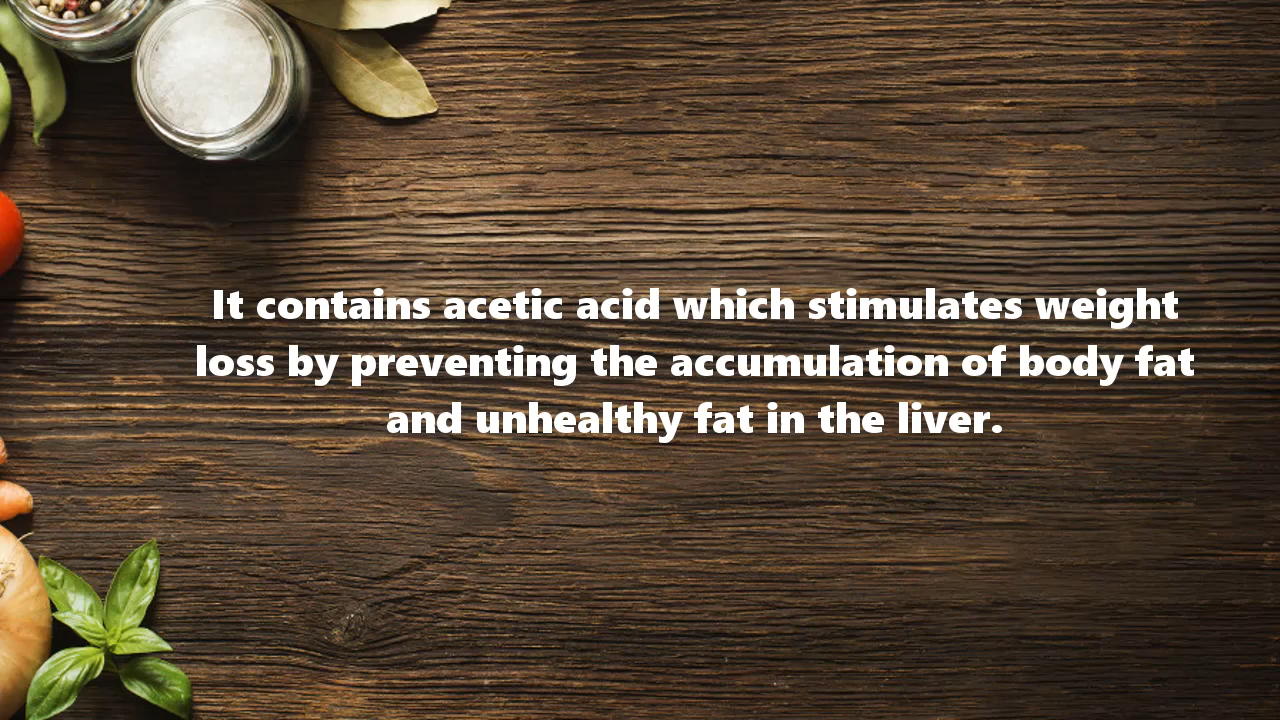 It contains acetic acid which stimulates weight
loss by preventing the accumulation of body fat
and unhealthy fat in the liver.